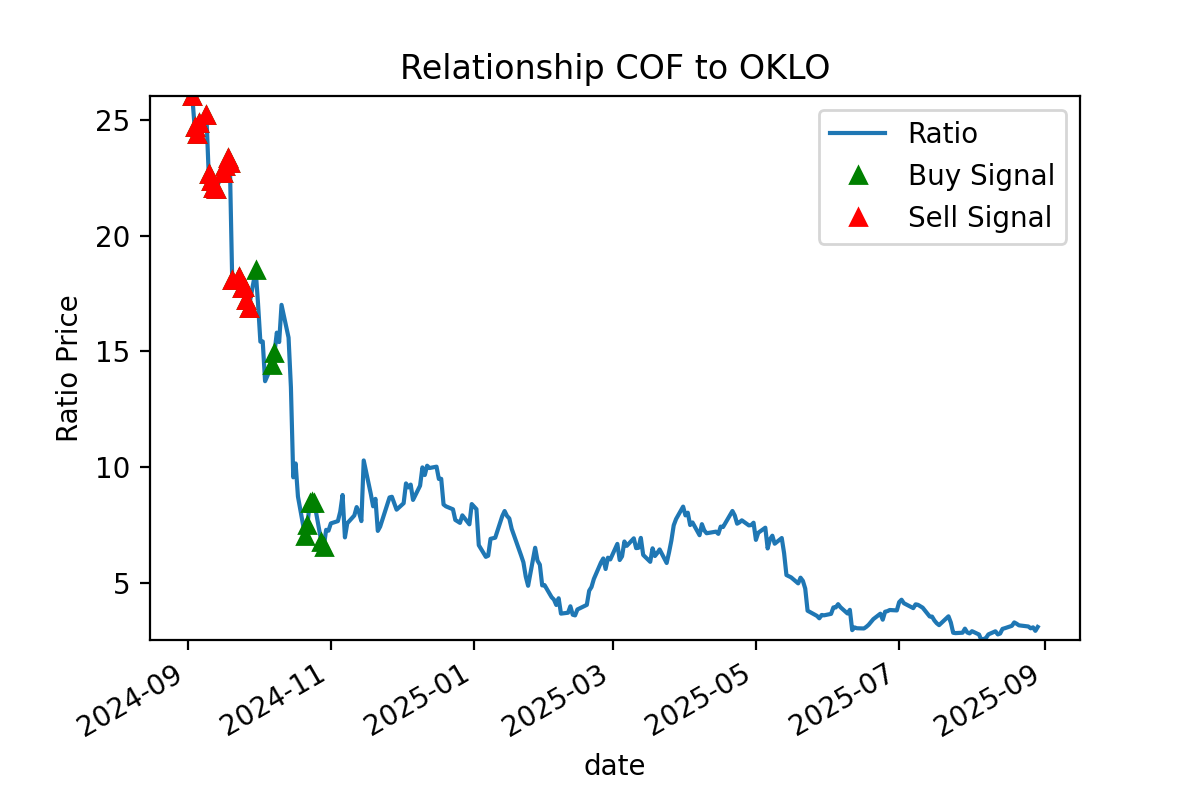 Relationship COF to OKLO
Ratio
Buy Signal
Sell Signal
Ratio Price
25
20
15
10
5
2024-09
2024-11
2025-01
2025-03
2025-05
2025-07
2025-09
date